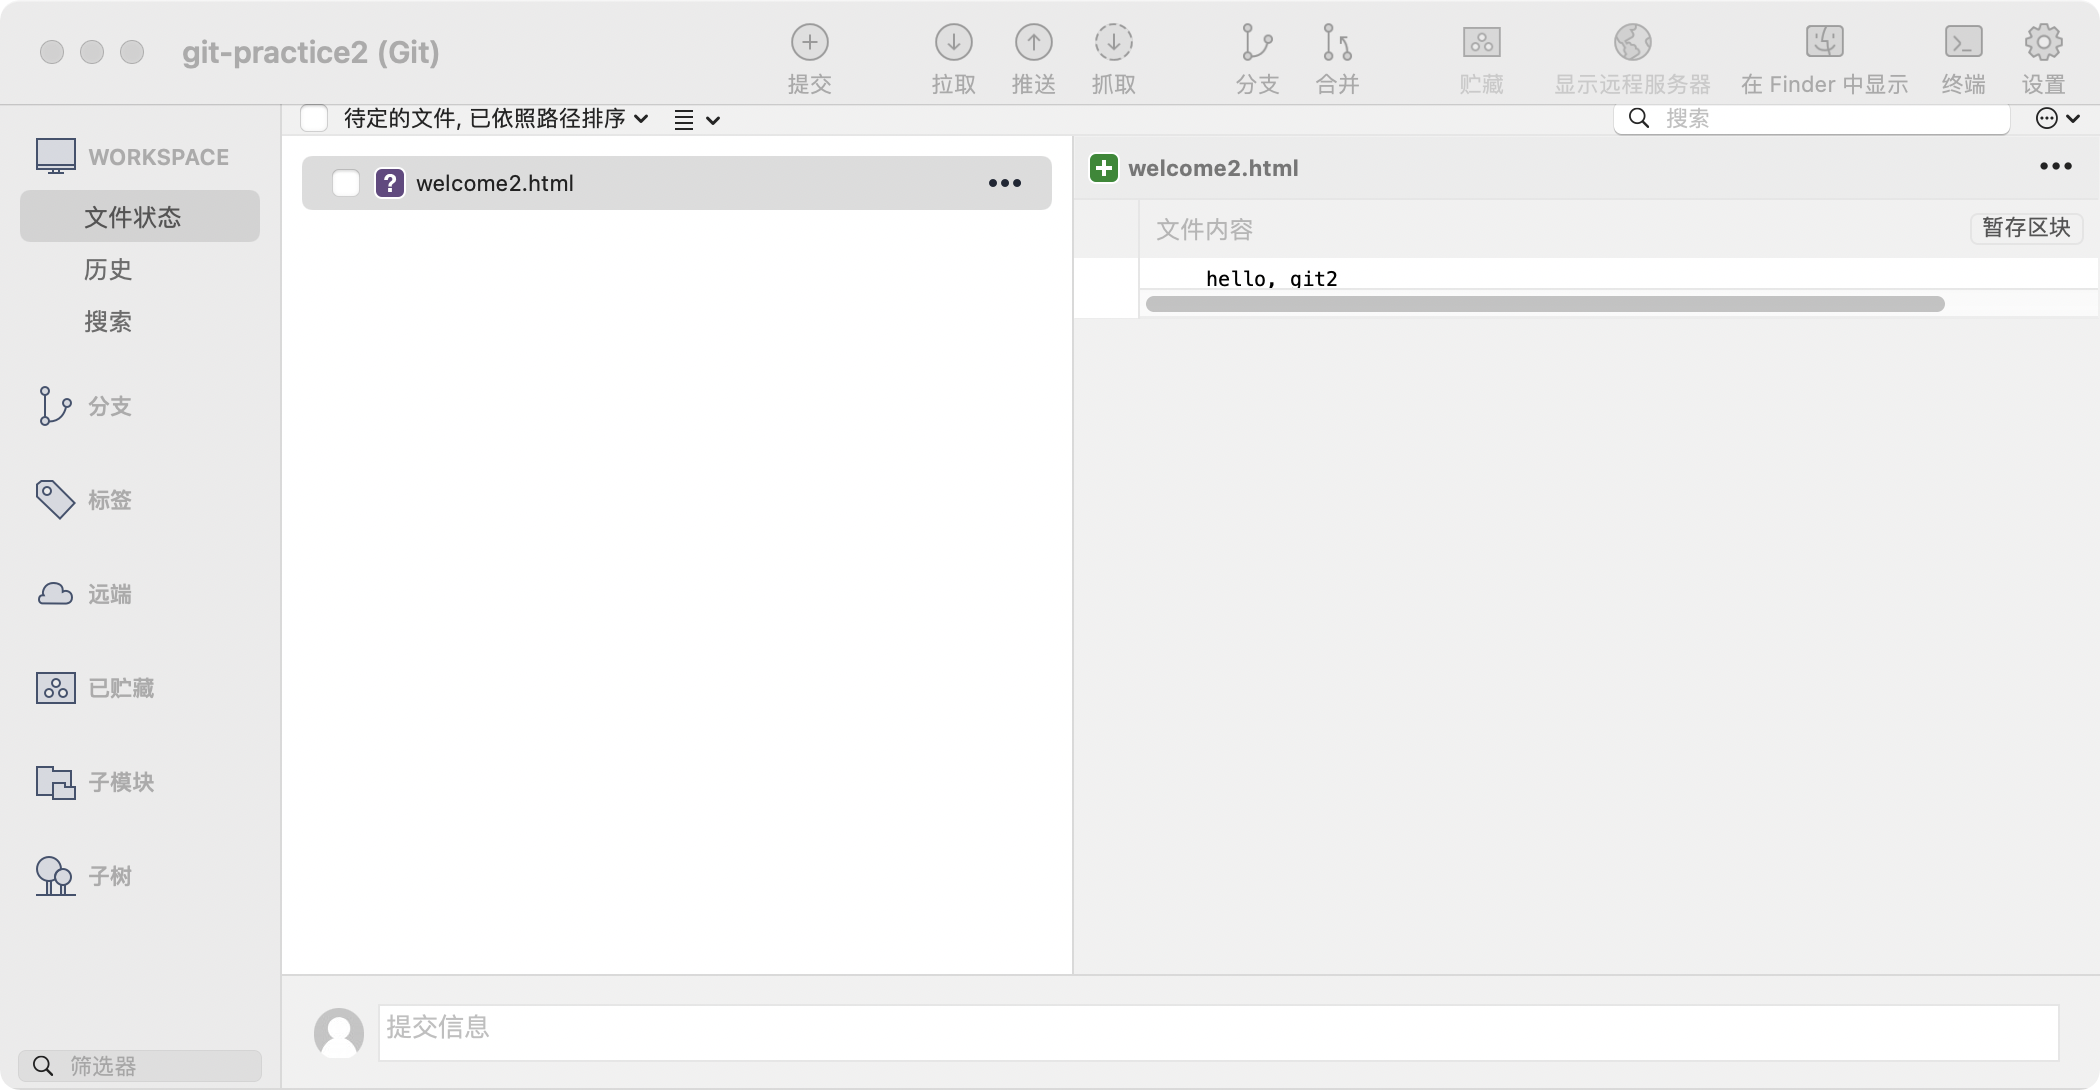 git-practice2 (Git)
提交
拉取
推送
抓取
分支
合并
贮藏
显示远程服务器
在 Finder 中显示
终端
设置
待定的文件, 已依照路径排序
搜索
WORKSPACE
文件状态
历史
搜索
分支
标签
远端
已贮藏
子模块
子树
筛选器
? welcome2.html
welcome2.html
文件内容
暂存区块
hello, git2
提交信息